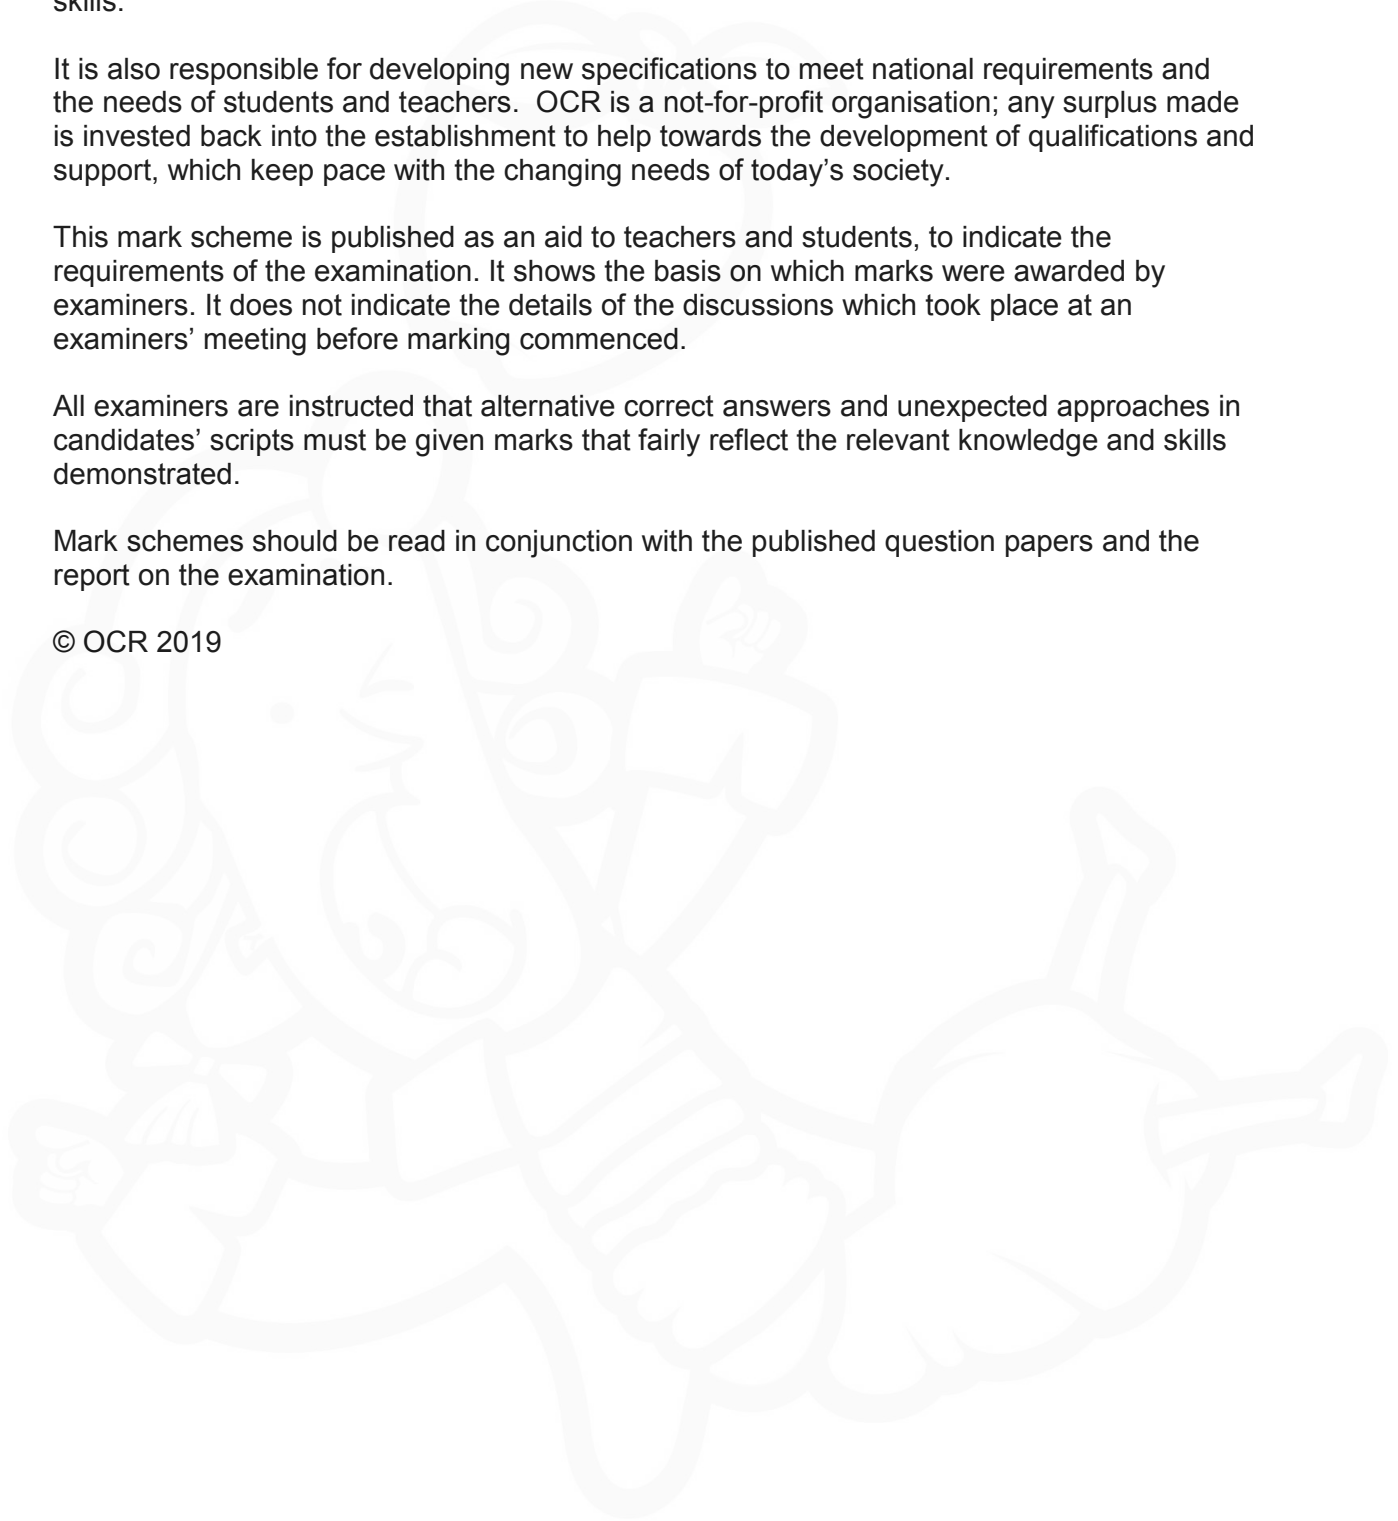 skills.
It is also responsible for developing new specifications to meet national requirements and
the needs of students and teachers.  OCR is a not-for-profit organisation; any surplus made
is invested back into the establishment to help towards the development of qualifications and
support, which keep pace with the changing needs of today’s society.
This mark scheme is published as an aid to teachers and students, to indicate the
requirements of the examination. It shows the basis on which marks were awarded by
examiners. It does not indicate the details of the discussions which took place at an
examiners’ meeting before marking commenced.
All examiners are instructed that alternative correct answers and unexpected approaches in
candidates’ scripts must be given marks that fairly reflect the relevant knowledge and skills
demonstrated.
Mark schemes should be read in conjunction with the published question papers and the
report on the examination.
© OCR 2019